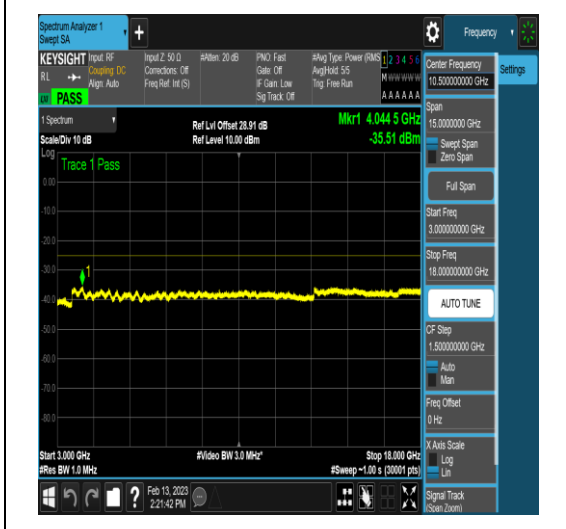 Spectrum Analyzer 1
Swept SA
+
Frequency
KEYSIGHT
RL
PASS
Input: RF
Coupling: DC
Align: Auto
Input Z: 50 Ω
Corrections: Off
Freq Ref: Int (S)
#Atten: 20 dB
PNO: Fast
Gate: Off
IF Gain: Low
Sig Track: Off
#Avg Type: Power (RMS
Avg|Hold: 5/5
Trig: Free Run
1 2 3 4 5 6
M W W W W W
A A A A A A
Center Frequency
10.500000000 GHz
Settings
Span
15.0000000 GHz
Swept Span
Zero Span
Full Span
Start Freq
3.000000000 GHz
Stop Freq
18.000000000 GHz
AUTO TUNE
CF Step
1.500000000 GHz
Auto
Man
Freq Offset
0 Hz
X Axis Scale
Log
Lin
Signal Track
(Span Zoom)
1 Spectrum
Scale/Div 10 dB
Ref Lvl Offset 28.91 dB
Ref Level 10.00 dBm
Mkr1 4.044 5 GHz
-35.51 dBm
Log
Trace 1 Pass
0.00
-10.0
-20.0
-30.0
1
-40.0
-50.0
-60.0
-70.0
-80.0
Start 3.000 GHz
#Res BW 1.0 MHz
#Video BW 3.0 MHz*
Stop 18.000 GHz
#Sweep ~1.00 s (30001 pts)
?
Feb 13, 2023
2:21:42 PM